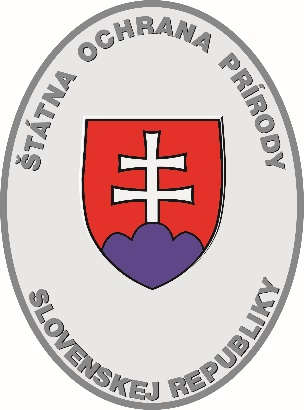 ŠTÁTNA OCHRANA PRÍRODY
SLOVENSKEJ REPUBLIKY